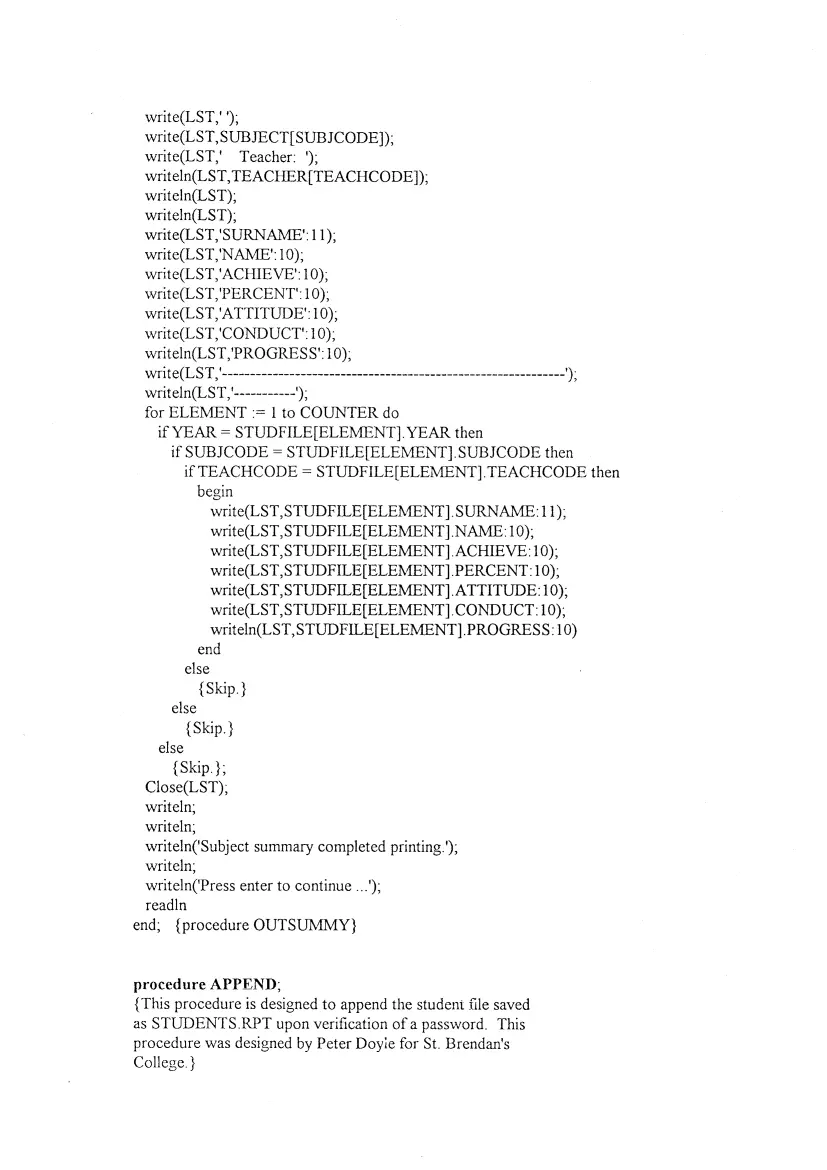 write(LST,' ');
write(LST,SUBJECT[SUBJCODE]);
write(LST,'   Teacher:  ');
writeln(LST,TEACHER[TEACHCODE]);
writeln(LST);
writeln(LST);
write(LST,'SURNAME':11);
write(LST,'NAME':10);
write(LST,'ACHIEVE':10);
write(LST,'PERCENT':10);
write(LST,'ATTITUDE':10);
write(LST,'CONDUCT':10);
writeln(LST,'PROGRESS':10);
write(LST,'-------------------------------------------------------------');
writeln(LST,'-----------');
for ELEMENT := 1 to COUNTER do
if YEAR = STUDFILE[ELEMENT].YEAR then
if SUBJCODE = STUDFILE[ELEMENT].SUBJCODE then
if TEACHCODE = STUDFILE[ELEMENT].TEACHCODE then
begin
write(LST,STUDFILE[ELEMENT].SURNAME:11);
write(LST,STUDFILE[ELEMENT].NAME:10);
write(LST,STUDFILE[ELEMENT].ACHIEVE:10);
write(LST,STUDFILE[ELEMENT].PERCENT:10);
write(LST,STUDFILE[ELEMENT].ATTITUDE:10);
write(LST,STUDFILE[ELEMENT].CONDUCT:10);
writeln(LST,STUDFILE[ELEMENT].PROGRESS:10)
end
else
{Skip.}
else
{Skip.}
else
{Skip.};
Close(LST);
writeln;
writeln;
writeln('Subject summary completed printing.');
writeln;
writeln('Press enter to continue ...');
readln
end;   {procedure OUTSUMMY}
procedure APPEND;
{This procedure is designed to append the student file saved
as STUDENTS.RPT upon verification of a password.  This
procedure was designed by Peter Doyle for St. Brendan's
College.}